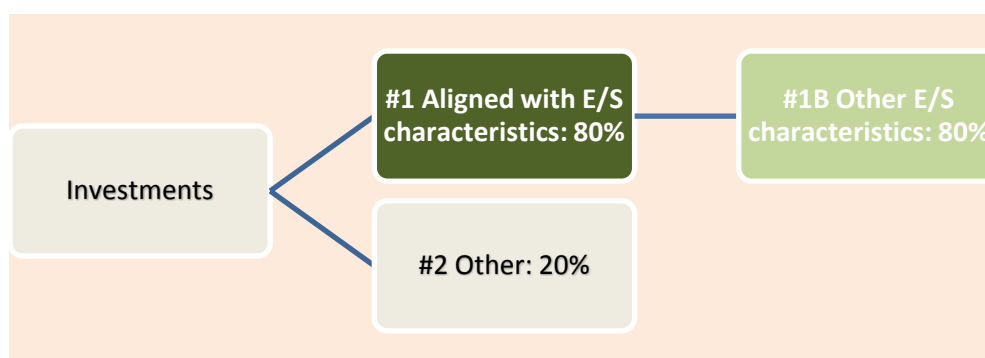 #1 Aligned with E/S
characteristics: 80%
#1B Other E/S
characteristics: 80%
Investments
#2 Other: 20%